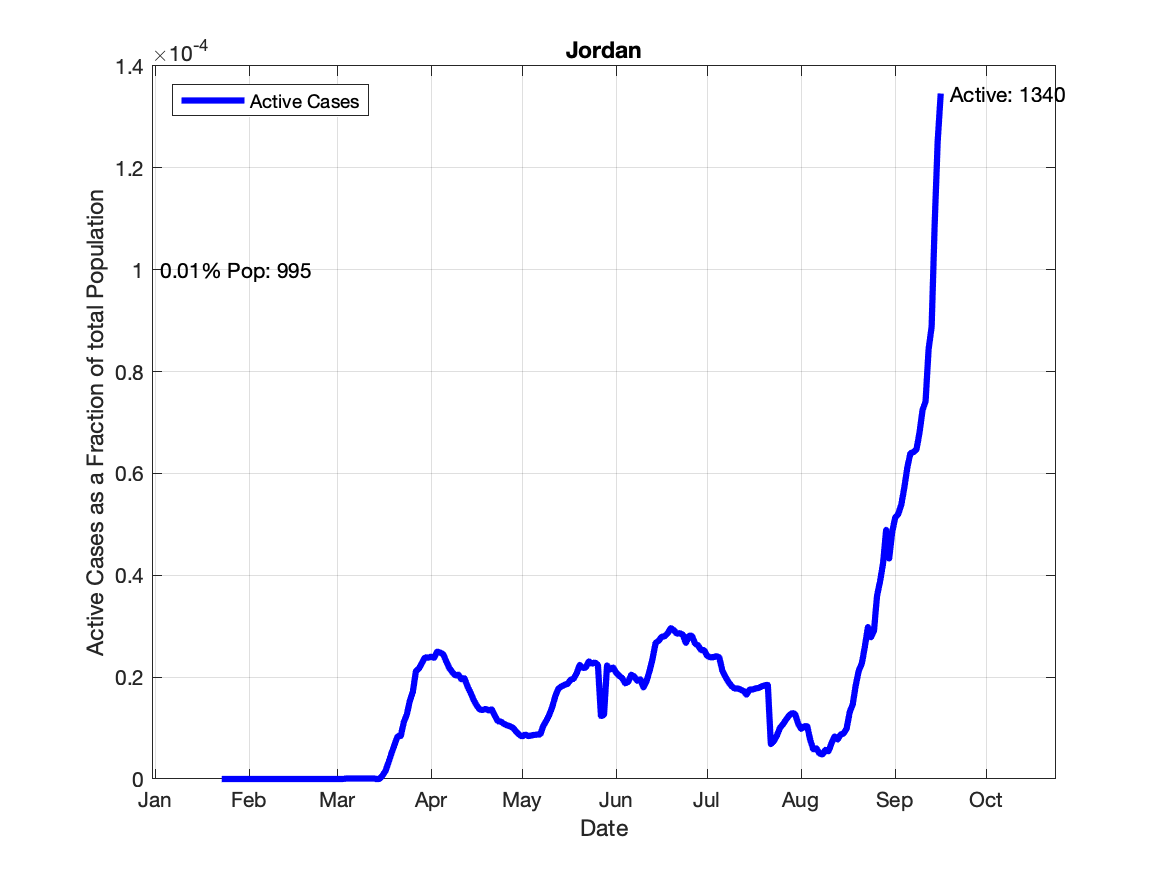 Jordan
×10-4
1.4
1.2
1
0.8
0.6
0.4
0.2
0
Active Cases
Active: 1340
0.01% Pop: 995
Active Cases as a Fraction of total Population
Jan Feb Mar Apr May Jun Jul Aug Sep Oct
Date